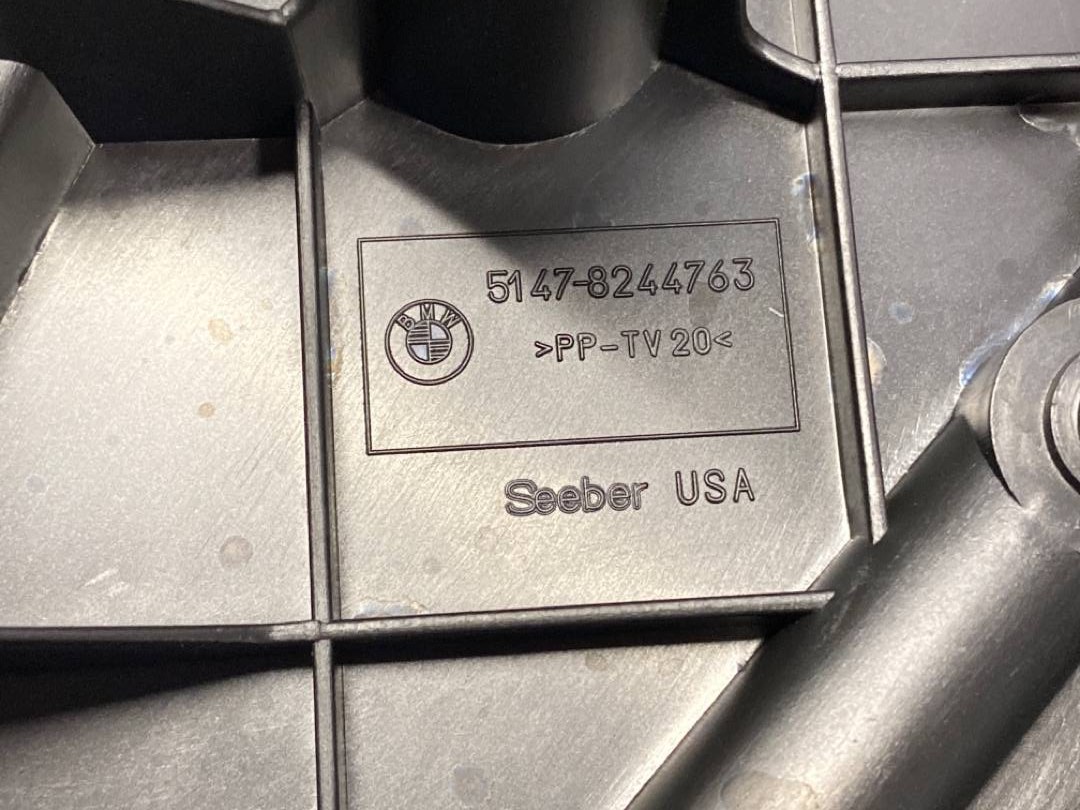 5147-8244763
BMW
>PP-TV20<
Seeber USA